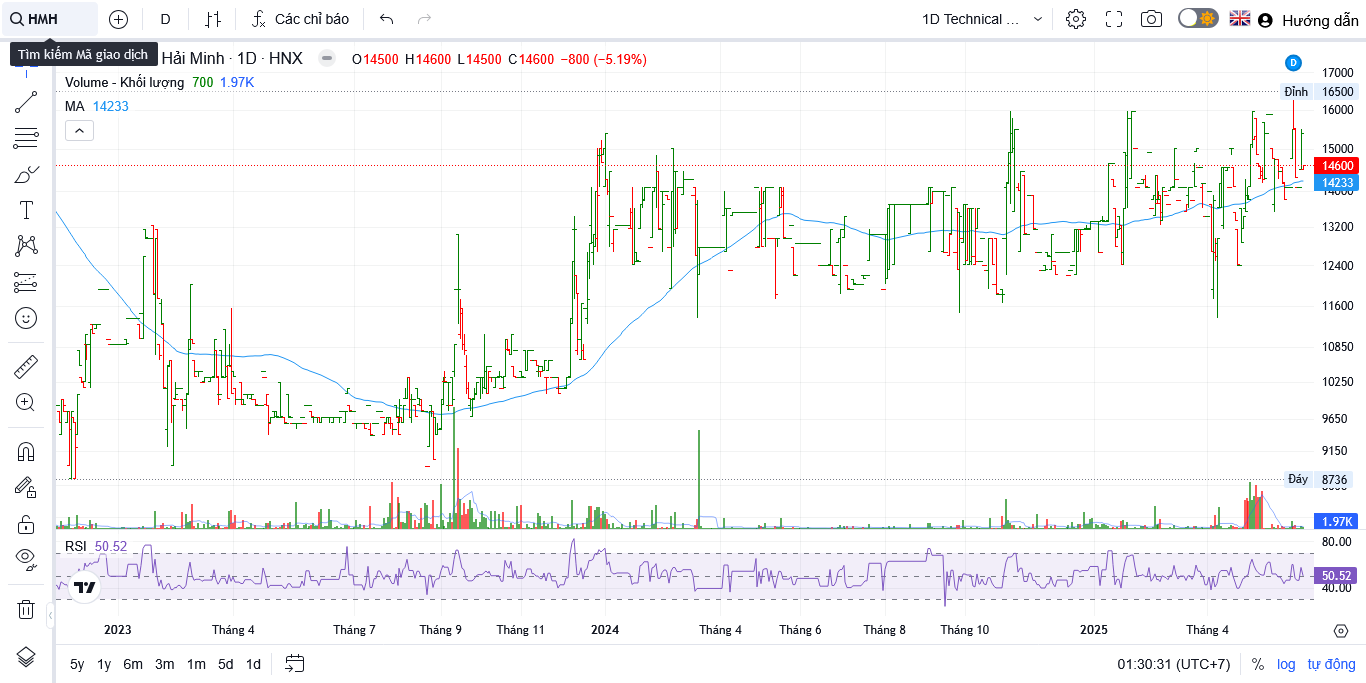 HMH
D
Các chỉ báo
1D Technical ...
Hướng dẫn
Tìm kiếm Mã giao dịch
Hải Minh · 1D · HNX
O14500 H14600 L14500 C14600 −800 (−5.19%)
Volume - Khối lượng 700 1.97K
MA 14233
D
17000
Đỉnh 16500
16000
15000
14600
14233
13200
12400
11600
10850
10250
9650
9150
Đáy 8736
1.97K
RSI 50.52
80.00
50.52
40.00
2023 Tháng 4 Tháng 7 Tháng 9 Tháng 11 2024 Tháng 4 Tháng 6 Tháng 8 Tháng 10 2025 Tháng 4
5y 1y 6m 3m 1m 5d 1d
01:30:31 (UTC+7) % log tự động